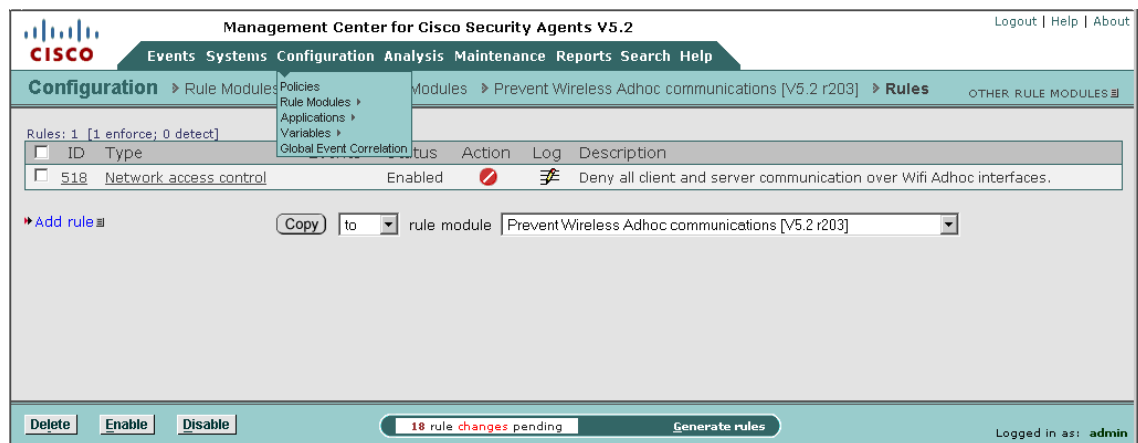 Management Center for Cisco Security Agents V5.2
Logout | Help | About
CISCO
Events Systems Configuration Analysis Maintenance Reports Search Help
Configuration Rule Modules Modules Prevent Wireless Adhoc communications [V5.2 r203] Rules OTHER RULE MODULES
Policies
Rule Modules
Applications
Variables
Global Event Correlation
Rules: 1 [1 enforce; 0 detect]
ID Type Status Action Log Description
518 Network access control Enabled Deny all client and server communication over Wifi Adhoc interfaces.
Add rule Copy to rule module Prevent Wireless Adhoc communications [V5.2 r203]
Delete Enable Disable 18 rule changes pending Generate rules
Logged in as: admin